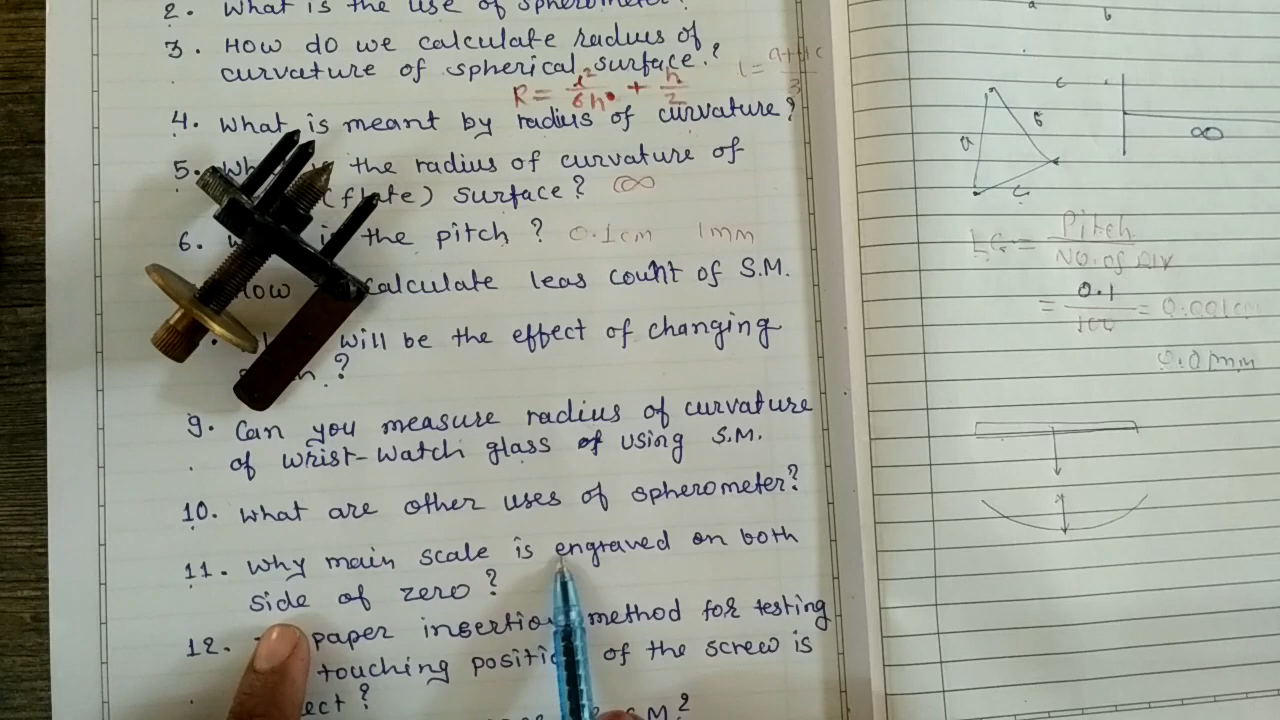 2. What is the use of spherometer?
3. How do we calculate radius of
curvature of spherical surface?
R = l²/6h + h/2
4. What is meant by radius of curvature?
5. the radius of curvature of
(flate) surface? ∞
6. the pitch? 0.1cm 1mm
How calculate leas count of S.M.
will be the effect of changing
?
9. Can you measure radius of curvature
of wrist-watch glass of using S.M.
10. What are other uses of spherometer?
11. Why main scale is engraved on both
side of zero?
12. paper insertion method for testing
touching position of the screw is
ect?
S.M?
a b
c
a b ∞
c
LC = Pitch/No. of Div
= 0.1/100 = 0.001cm